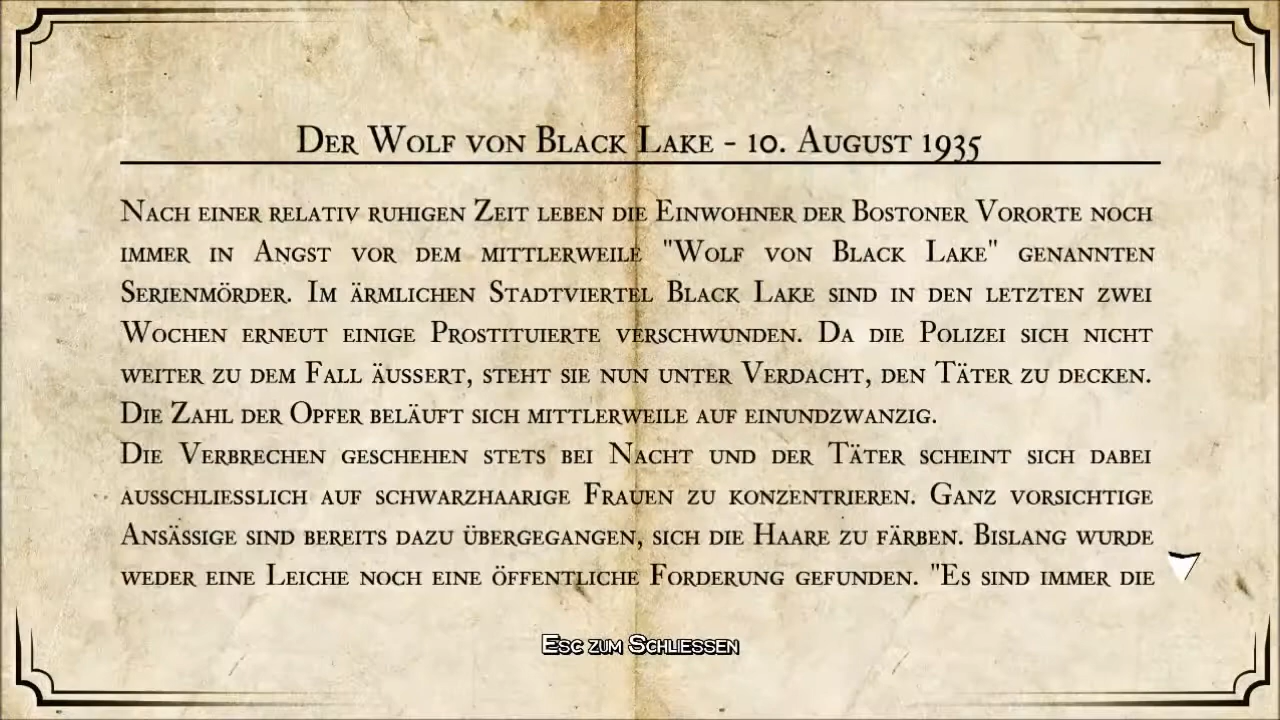 Der Wolf von Black Lake - 10. August 1935
Nach einer relativ ruhigen Zeit leben die Einwohner der Bostoner Vororte noch
immer in Angst vor dem mittlerweile "Wolf von Black Lake" genannten
Serienmörder. Im ärmlichen Stadtviertel Black Lake sind in den letzten zwei
Wochen erneut einige Prostituierte verschwunden. Da die Polizei sich nicht
weiter zu dem Fall äussert, steht sie nun unter Verdacht, den Täter zu decken.
Die Zahl der Opfer beläuft sich mittlerweile auf einundzwanzig.
Die Verbrechen geschehen stets bei Nacht und der Täter scheint sich dabei
ausschliesslich auf schwarzhaarige Frauen zu konzentrieren. Ganz vorsichtige
Ansässige sind bereits dazu übergegangen, sich die Haare zu färben. Bislang wurde
weder eine Leiche noch eine öffentliche Forderung gefunden. "Es sind immer die
Esc zum Schliessen